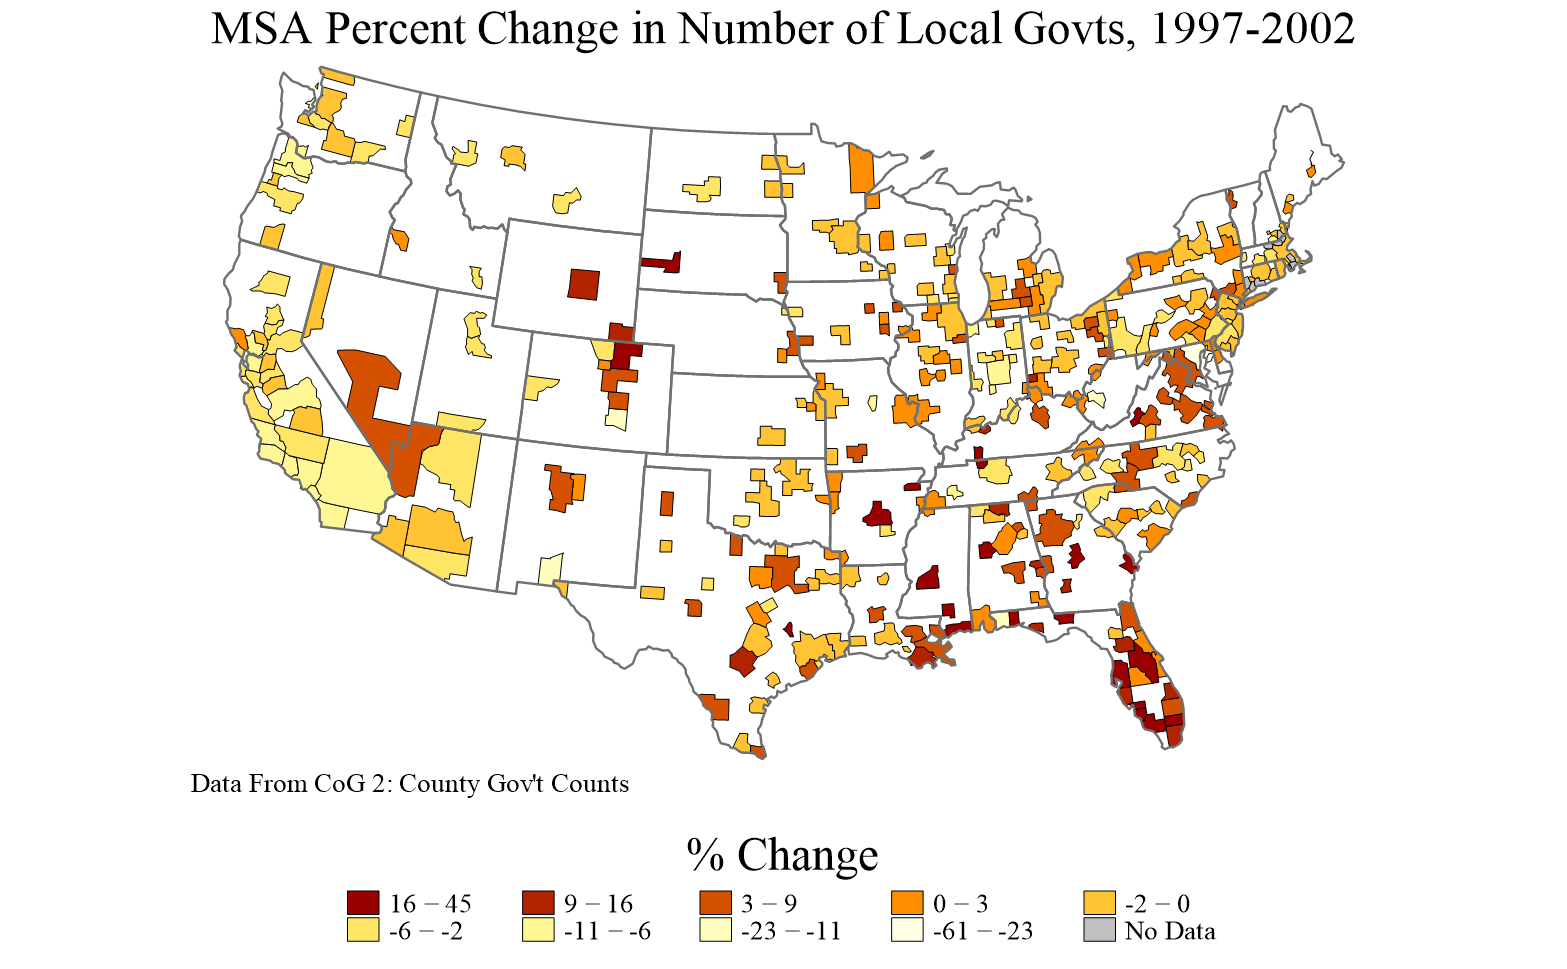 MSA Percent Change in Number of Local Govts, 1997-2002
Data From CoG 2: County Gov't Counts
% Change
16 – 45 9 – 16 3 – 9 0 – 3 -2 – 0
-6 – -2 -11 – -6 -23 – -11 -61 – -23 No Data